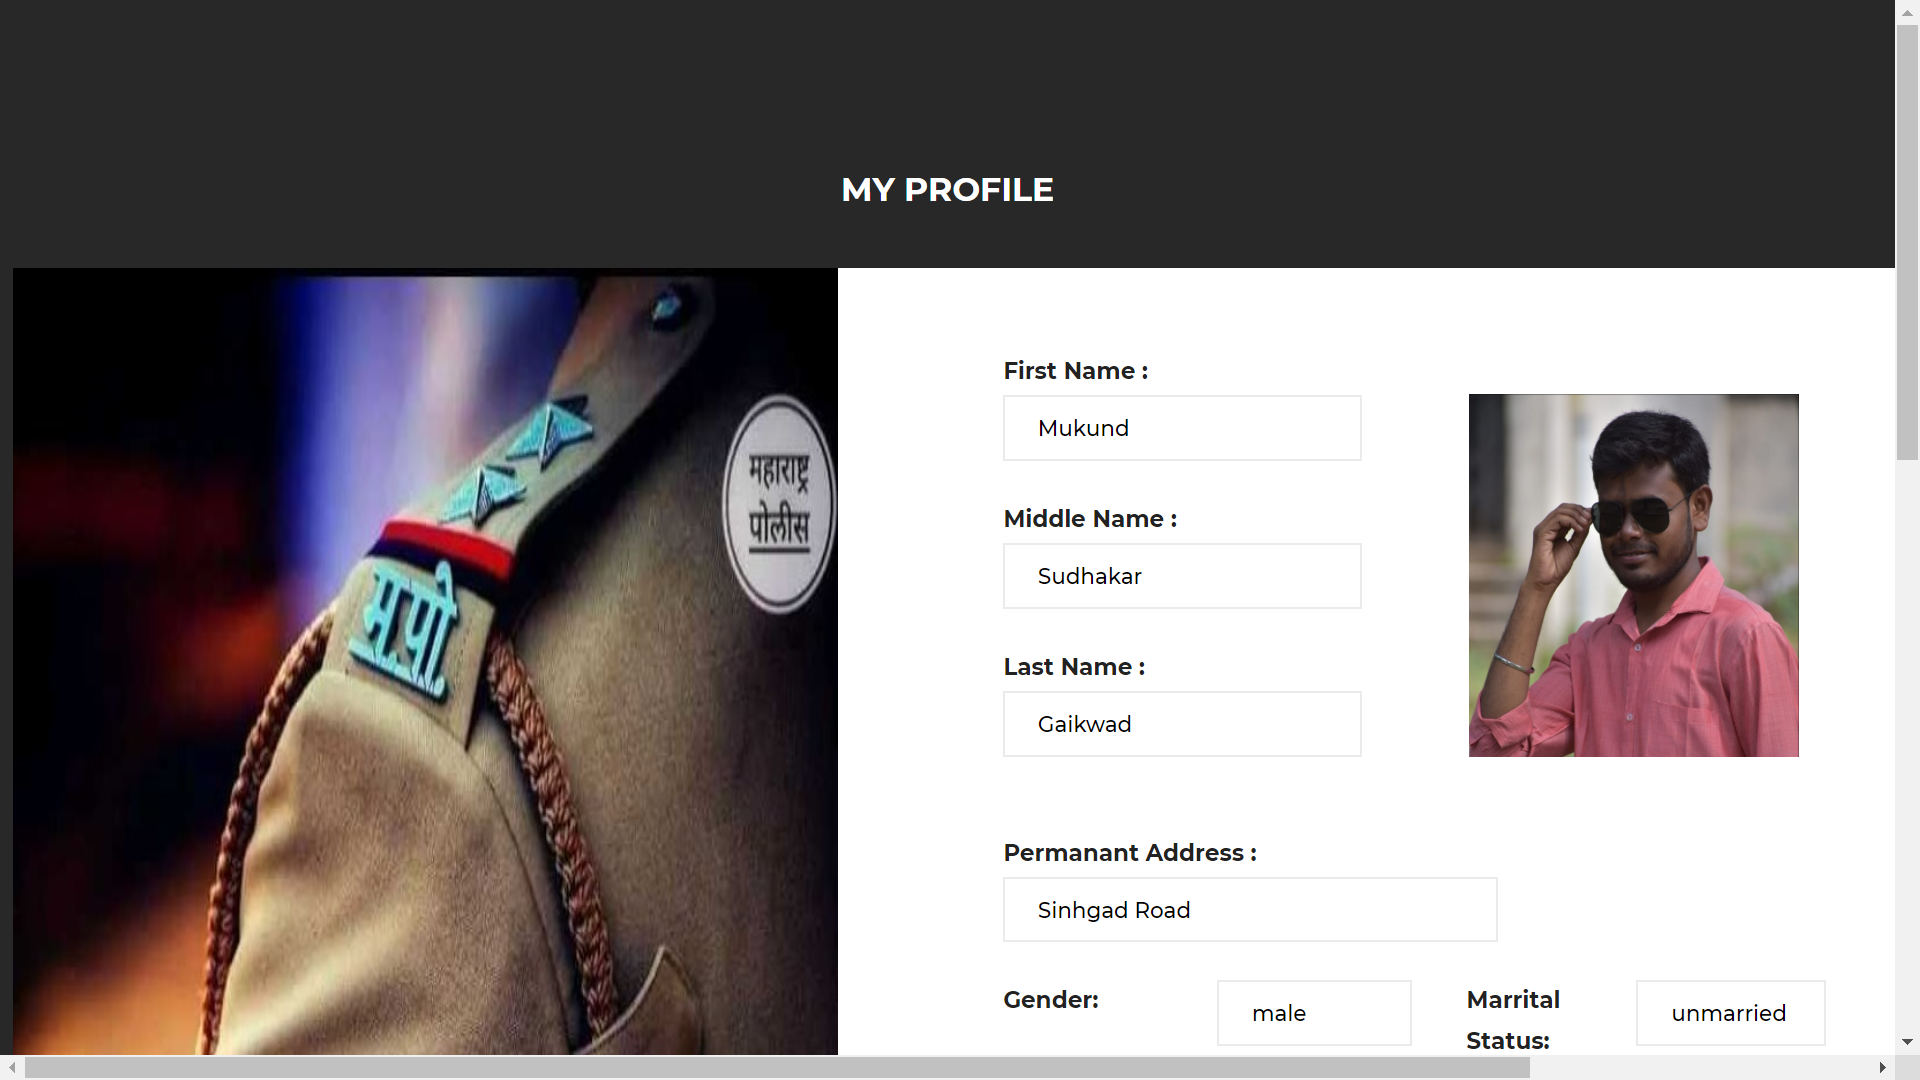 MY PROFILE
महाराष्ट्र
पोलीस
म.पो.
First Name :
Mukund
Middle Name :
Sudhakar
Last Name :
Gaikwad
Permanant Address :
Sinhgad Road
Gender:
male
Marrital
Status:
unmarried